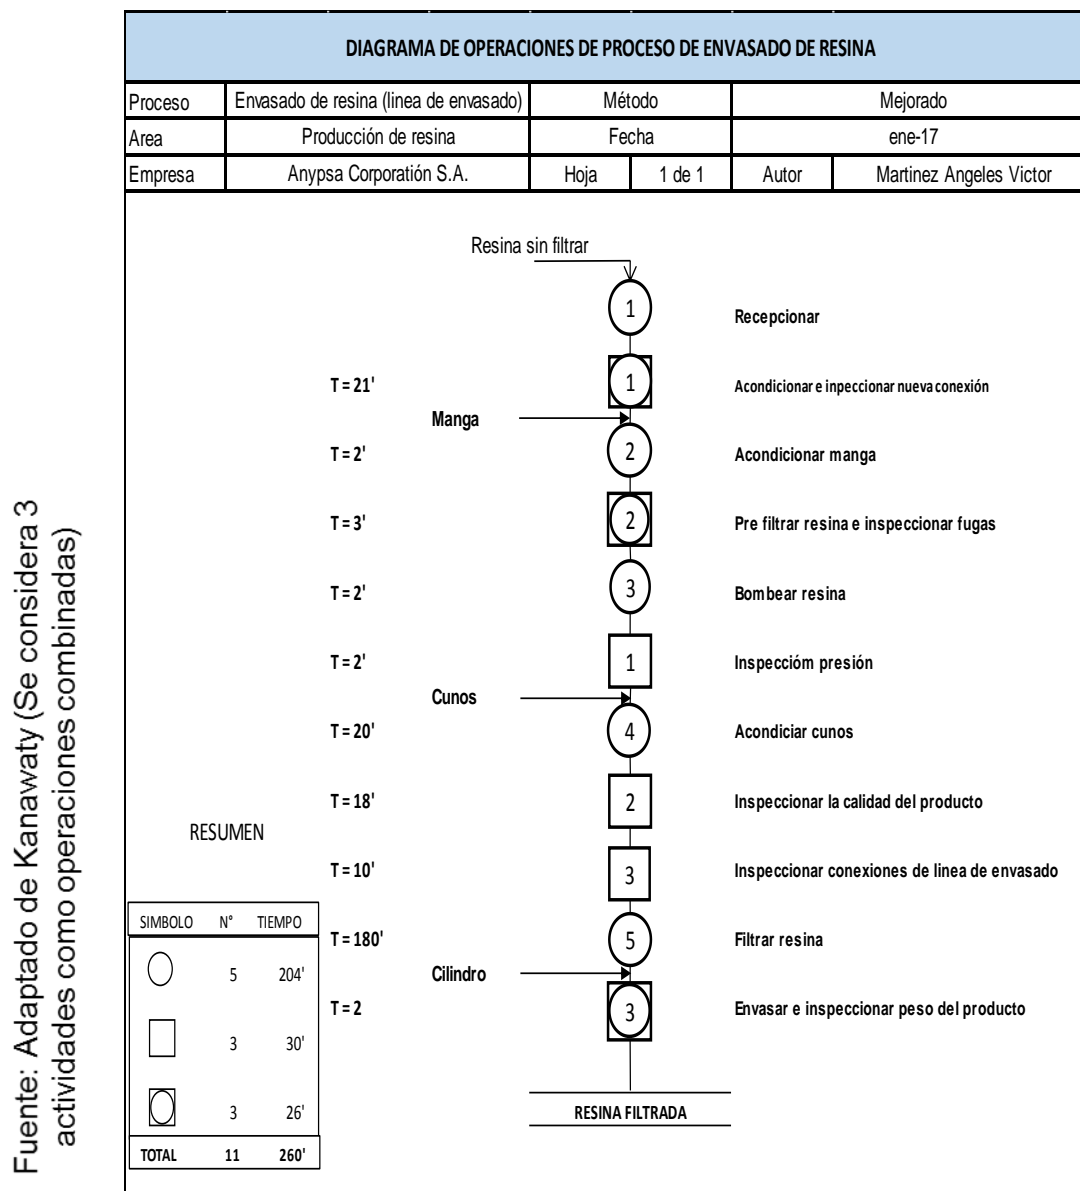 DIAGRAMA DE OPERACIONES DE PROCESO DE ENVASADO DE RESINA
Proceso Envasado de resina (linea de envasado) Método Mejorado
Area Producción de resina Fecha ene-17
Empresa Anypsa Corporatión S.A. Hoja 1 de 1 Autor Martinez Angeles Victor
Resina sin filtrar
1 Recepcionar
T = 21' 1 Acondicionar e inpeccionar nueva conexión
Manga
T = 2' 2 Acondicionar manga
T = 3' 2 Pre filtrar resina e inspeccionar fugas
T = 2' 3 Bombear resina
T = 2' 1 Inspeccióm presión
Cunos
T = 20' 4 Acondiciar cunos
T = 18' 2 Inspeccionar la calidad del producto
T = 10' 3 Inspeccionar conexiones de linea de envasado
T = 180' 5 Filtrar resina
Cilindro
T = 2 3 Envasar e inspeccionar peso del producto
RESINA FILTRADA
RESUMEN
SIMBOLO N° TIEMPO
5 204'
3 30'
3 26'
TOTAL 11 260'
Fuente: Adaptado de Kanawaty (Se considera 3
actividades como operaciones combinadas)